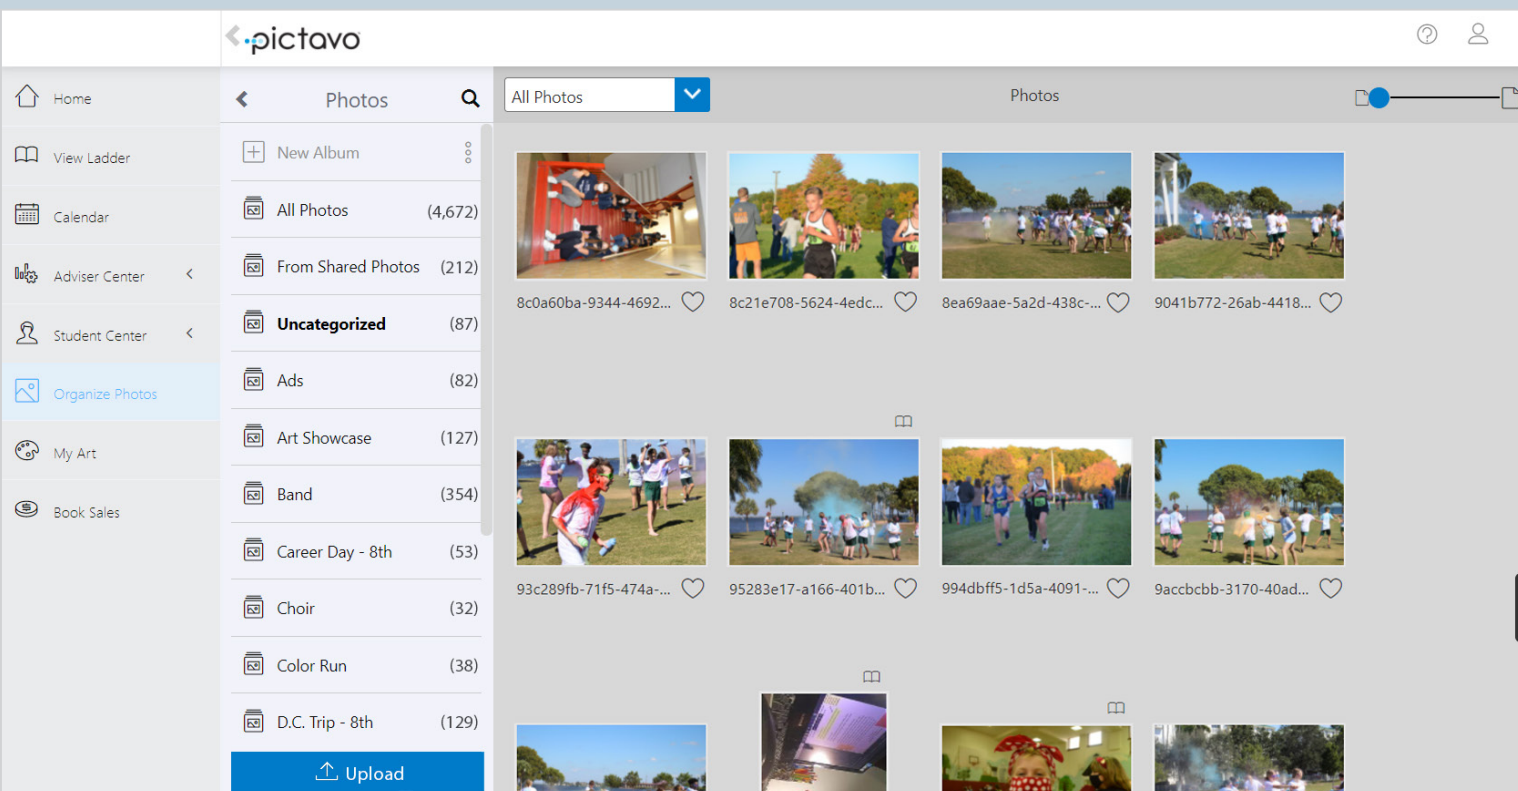 pictavo
Home
View Ladder
Calendar
Adviser Center
Student Center
Organize Photos
My Art
Book Sales
Photos
New Album
All Photos (4,672)
From Shared Photos (212)
Uncategorized (87)
Ads (82)
Art Showcase (127)
Band (354)
Career Day - 8th (53)
Choir (32)
Color Run (38)
D.C. Trip - 8th (129)
Upload
All Photos
Photos
8c0a60ba-9344-4692...
8c21e708-5624-4edc...
8ea69aae-5a2d-438c-...
9041b772-26ab-4418...
93c289fb-71f5-474a-...
95283e17-a166-401b...
994dbff5-1d5a-4091-...
9accbcbb-3170-40ad...